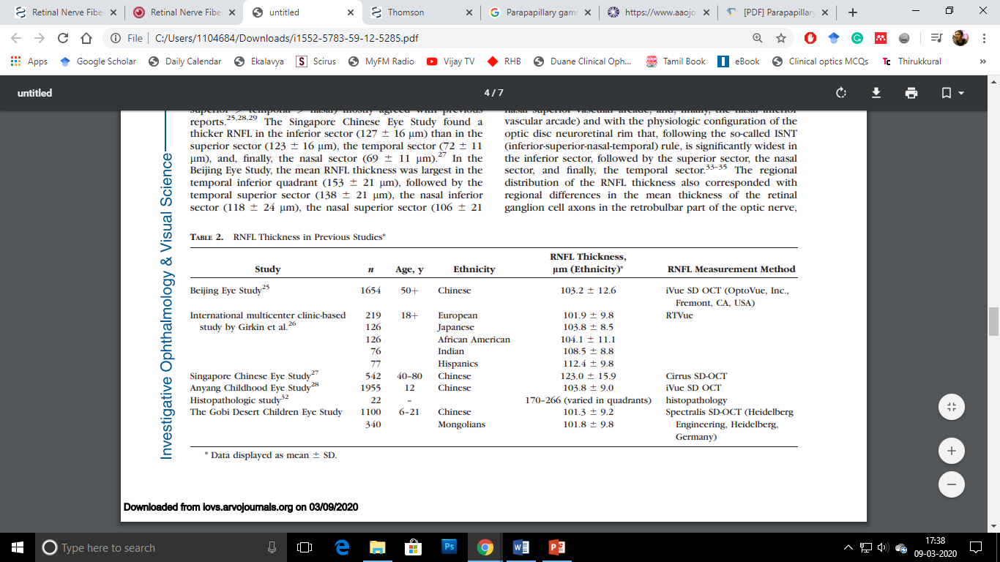 Retinal Nerve Fibe
Retinal Nerve Fibe
untitled
Thomson
Parapapillary gam
https://www.aaojo
[PDF] Parapapillary
File
C:/Users/1104684/Downloads/i1552-5783-59-12-5285.pdf
Apps
Google Scholar
Daily Calendar
Ekalavya
S Scirus
MyFM Radio
Vijay TV
RHB
Duane Clinical Oph...
Tamil Book
eBook
Clinical optics MCQs
Tc Thirukkural
»
untitled
4 / 7
Investigative Ophthalmology & Visual Science
superior > temporal > nasal) mostly agreed with previous
reports.25,28,29 The Singapore Chinese Eye Study found a
thicker RNFL in the inferior sector (127 ± 16 μm) than in the
superior sector (123 ± 16 μm), the temporal sector (72 ± 11
μm), and, finally, the nasal sector (69 ± 11 μm).27 In the
Beijing Eye Study, the mean RNFL thickness was largest in the
temporal inferior quadrant (153 ± 21 μm), followed by the
temporal superior sector (138 ± 21 μm), the nasal inferior
sector (118 ± 24 μm), the nasal superior sector (106 ± 21
nasal superior vascular arcade, and, finally, the nasal inferior
vascular arcade) and with the physiologic configuration of the
optic disc neuroretinal rim that, following the so-called ISNT
(inferior-superior-nasal-temporal) rule, is significantly widest in
the inferior sector, followed by the superior sector, the nasal
sector, and finally, the temporal sector.33–35 The regional
distribution of the RNFL thickness also corresponded with
regional differences in the mean thickness of the retinal
ganglion cell axons in the retrobulbar part of the optic nerve,
TABLE 2. RNFL Thickness in Previous Studies*
RNFL Thickness,
Study n Age, y Ethnicity μm (Ethnicity)* RNFL Measurement Method
Beijing Eye Study25 1654 50+ Chinese 103.2 ± 12.6 iVue SD OCT (OptoVue, Inc.,
Fremont, CA, USA)
International multicenter clinic-based 219 18+ European 101.9 ± 9.8 RTVue
study by Girkin et al.26 126 Japanese 103.8 ± 8.5
126 African American 104.1 ± 11.1
76 Indian 108.5 ± 8.8
77 Hispanics 112.4 ± 9.8
Singapore Chinese Eye Study27 542 40–80 Chinese 123.0 ± 15.9 Cirrus SD-OCT
Anyang Childhood Eye Study28 1955 12 Chinese 103.8 ± 9.0 iVue SD OCT
Histopathologic study32 22 – 170–266 (varied in quadrants) histopathology
The Gobi Desert Children Eye Study 1100 6–21 Chinese 101.3 ± 9.2 Spectralis SD-OCT (Heidelberg
340 Mongolians 101.8 ± 9.8 Engineering, Heidelberg,
Germany)
* Data displayed as mean ± SD.
Downloaded from iovs.arvojournals.org on 03/09/2020
Type here to search
Ps
17:38
09-03-2020